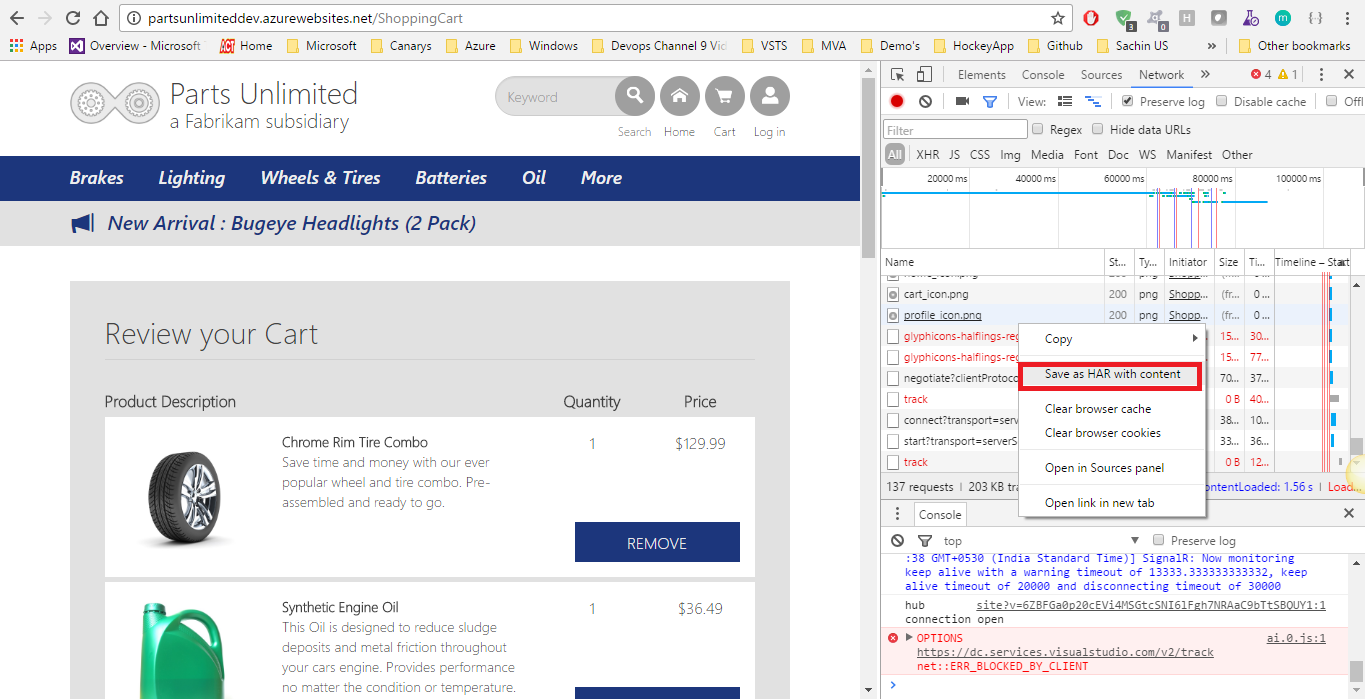 partsunlimiteddev.azurewebsites.net/ShoppingCart
3
0
H
m
Apps
Overview - Microsoft
ACT Home
Microsoft
Canarys
Azure
Windows
Devops Channel 9 Vid
VSTS
MVA
Demo's
HockeyApp
Github
Sachin US
»
Other bookmarks
Parts Unlimited
a Fabrikam subsidiary
Keyword
Search
Home
Cart
Log in
Brakes
Lighting
Wheels & Tires
Batteries
Oil
More
New Arrival : Bugeye Headlights (2 Pack)
Review your Cart
Product Description Quantity Price
Chrome Rim Tire Combo 1 $129.99
Save time and money with our ever
popular wheel and tire combo. Pre-
assembled and ready to go.
REMOVE
Synthetic Engine Oil 1 $36.49
This Oil is designed to reduce sludge
deposits and metal friction throughout
your cars engine. Provides performance
no matter the condition or temperature.
Elements Console Sources Network » 4 1
View: Preserve log Disable cache Offl
Filter Regex Hide data URLs
All XHR JS CSS Img Media Font Doc WS Manifest Other
20000 ms 40000 ms 60000 ms 80000 ms 100000 ms
Name St... Ty... Initiator Size Ti... Timeline – Start
home_icon.png 200 png Shopp...
cart_icon.png 200 png Shopp... (fr... 0 ...
profile_icon.png 200 png Shopp... (fr... 0 ...
glyphicons-halflings-reg 15... 30...
glyphicons-halflings-reg 15... 77...
negotiate?clientProtoco 70... 37...
track 0 B 40...
connect?transport=serv 38... 10...
start?transport=serverS 33... 36...
track 0 B 12...
137 requests | 203 KB tra ontentLoaded: 1.56 s | Load...
Copy
Save as HAR with content
Clear browser cache
Clear browser cookies
Open in Sources panel
Open link in new tab
Console
top Preserve log
:38 GMT+0530 (India Standard Time)] SignalR: Now monitoring
keep alive with a warning timeout of 13333.333333333332, keep
alive timeout of 20000 and disconnecting timeout of 30000
hub site?v=6ZBFGa0p20cEVi4MSGtcSNI6lFgh7NRAaC9bTtSBQUY1:1
connection open
OPTIONS ai.0.js:1
https://dc.services.visualstudio.com/v2/track
net::ERR_BLOCKED_BY_CLIENT